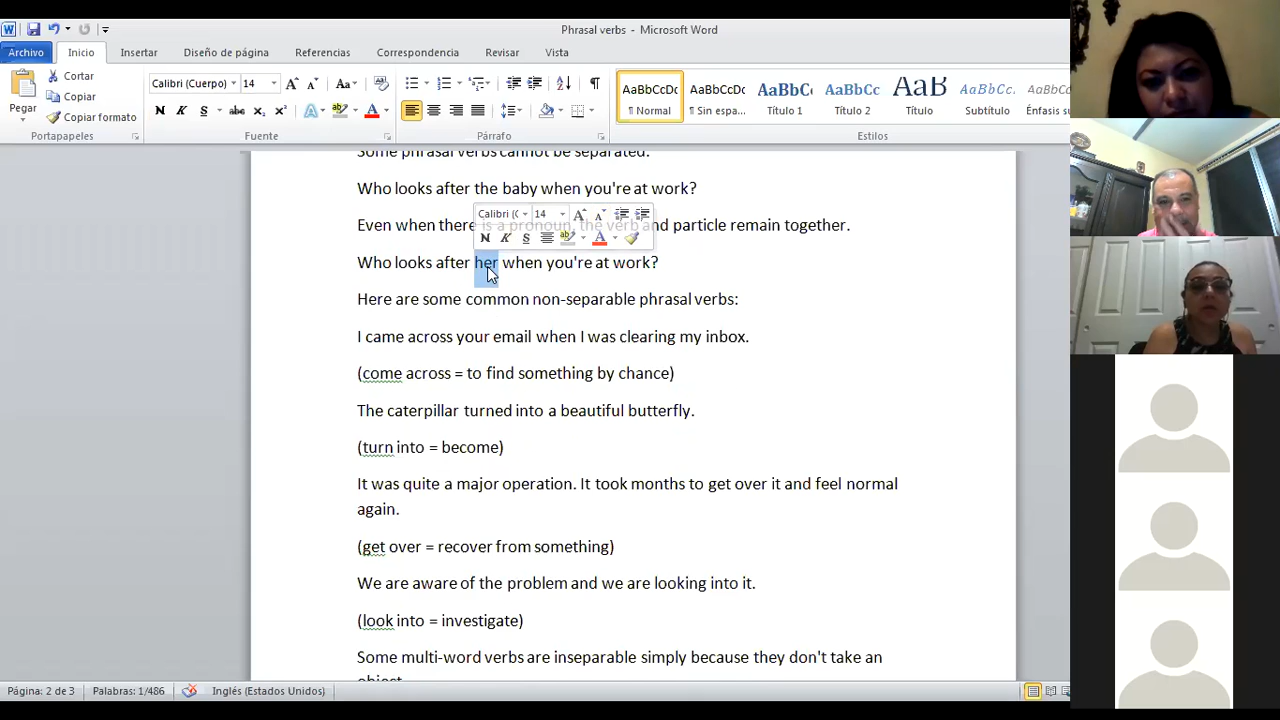 Phrasal verbs - Microsoft Word
Archivo Inicio Insertar Diseño de página Referencias Correspondencia Revisar Vista
Pegar
Cortar
Copiar
Copiar formato
Portapapeles
Calibri (Cuerpo) 14
N K S abc x₂ x²
Fuente
Párrafo
AaBbCcDc AaBbCcDc AaBbC AaBbCc AaB AaBbCc. AaBbCc
¶ Normal ¶ Sin espa... Título 1 Título 2 Título Subtítulo Énfasis su
Estilos
Some phrasal verbs cannot be separated.
Who looks after the baby when you're at work?
Calibri (C 14
N K S
Even when there is a pronoun, the verb and particle remain together.
Who looks after her when you're at work?
Here are some common non-separable phrasal verbs:
I came across your email when I was clearing my inbox.
(come across = to find something by chance)
The caterpillar turned into a beautiful butterfly.
(turn into = become)
It was quite a major operation. It took months to get over it and feel normal
again.
(get over = recover from something)
We are aware of the problem and we are looking into it.
(look into = investigate)
Some multi-word verbs are inseparable simply because they don't take an
object.
Página: 2 de 3 Palabras: 1/486 Inglés (Estados Unidos)